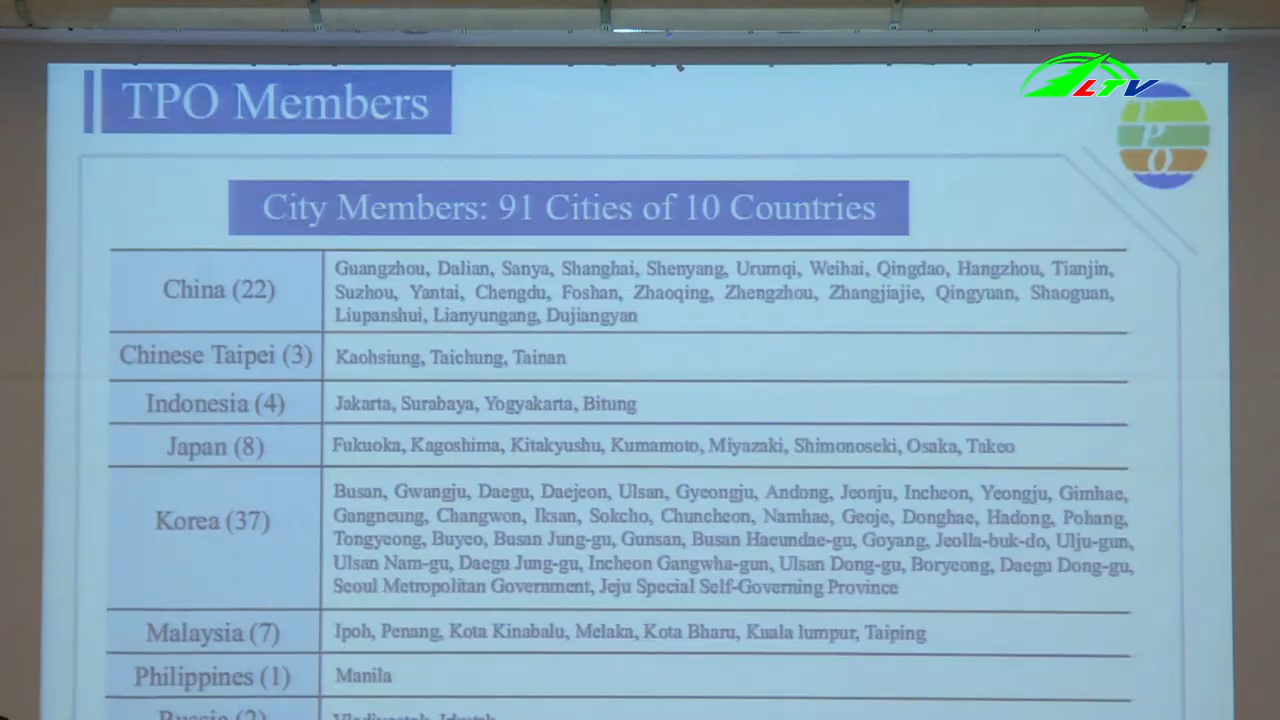 LTV
TPO Members
PO
City Members: 91 Cities of 10 Countries
China (22)
Guangzhou, Dalian, Sanya, Shanghai, Shenyang, Urumqi, Weihai, Qingdao, Hangzhou, Tianjin,
Suzhou, Yantai, Chengdu, Foshan, Zhaoqing, Zhengzhou, Zhangjiajie, Qingyuan, Shaoguan,
Liupanshui, Lianyungang, Dujiangyan
Chinese Taipei (3)
Kaohsiung, Taichung, Tainan
Indonesia (4)
Jakarta, Surabaya, Yogyakarta, Bitung
Japan (8)
Fukuoka, Kagoshima, Kitakyushu, Kumamoto, Miyazaki, Shimonoseki, Osaka, Takeo
Korea (37)
Busan, Gwangju, Daegu, Daejeon, Ulsan, Gyeongju, Andong, Jeonju, Incheon, Yeongju, Gimhae,
Gangneung, Changwon, Iksan, Sokcho, Chuncheon, Namhae, Geoje, Donghae, Hadong, Pohang,
Tongyeong, Buyeo, Busan Jung-gu, Gunsan, Busan Haeundae-gu, Goyang, Jeolla-buk-do, Ulju-gun,
Ulsan Nam-gu, Daegu Jung-gu, Incheon Gangwha-gun, Ulsan Dong-gu, Boryeong, Daegu Dong-gu,
Seoul Metropolitan Government, Jeju Special Self-Governing Province
Malaysia (7)
Ipoh, Penang, Kota Kinabalu, Melaka, Kota Bharu, Kuala lumpur, Taiping
Philippines (1)
Manila
Russia (2)